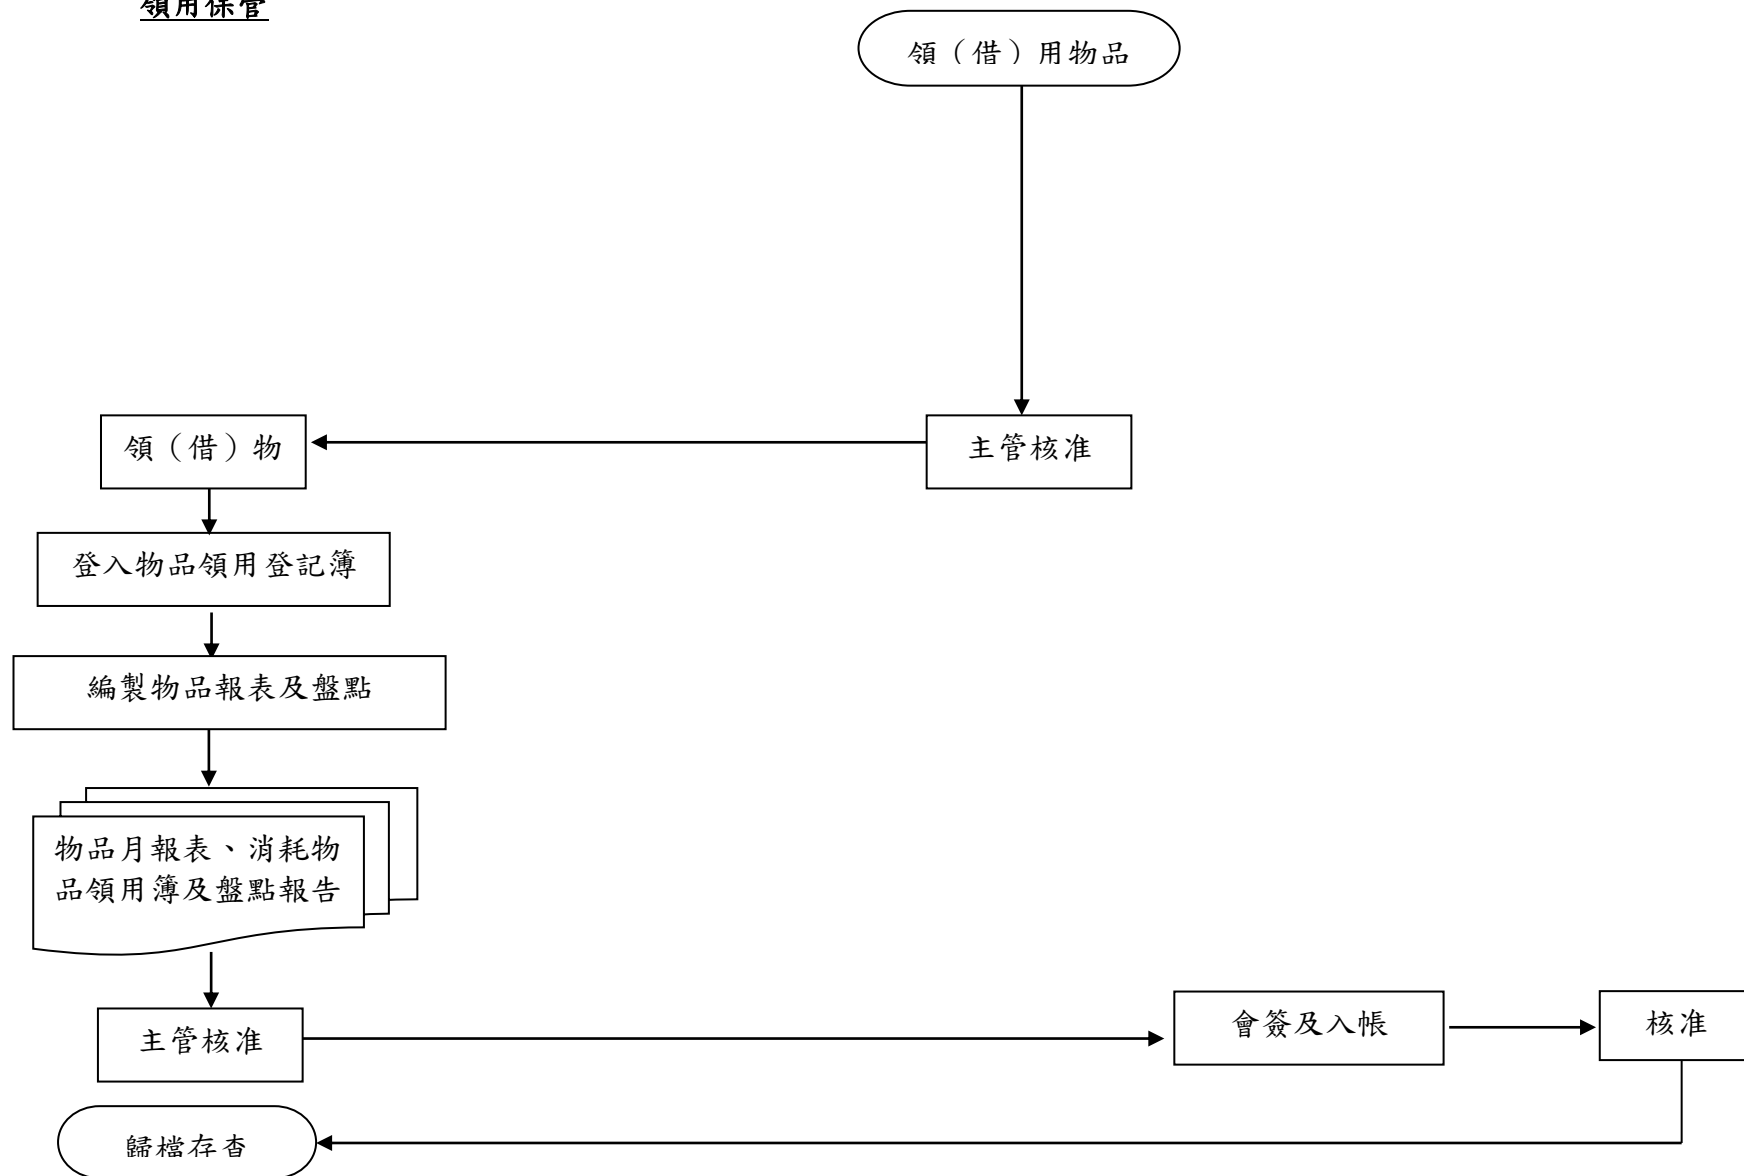 領用保管
領（借）用物品
領（借）物
主管核准
登入物品領用登記簿
編製物品報表及盤點
物品月報表、消耗物
品領用簿及盤點報告
主管核准
會簽及入帳
核准
歸檔存查